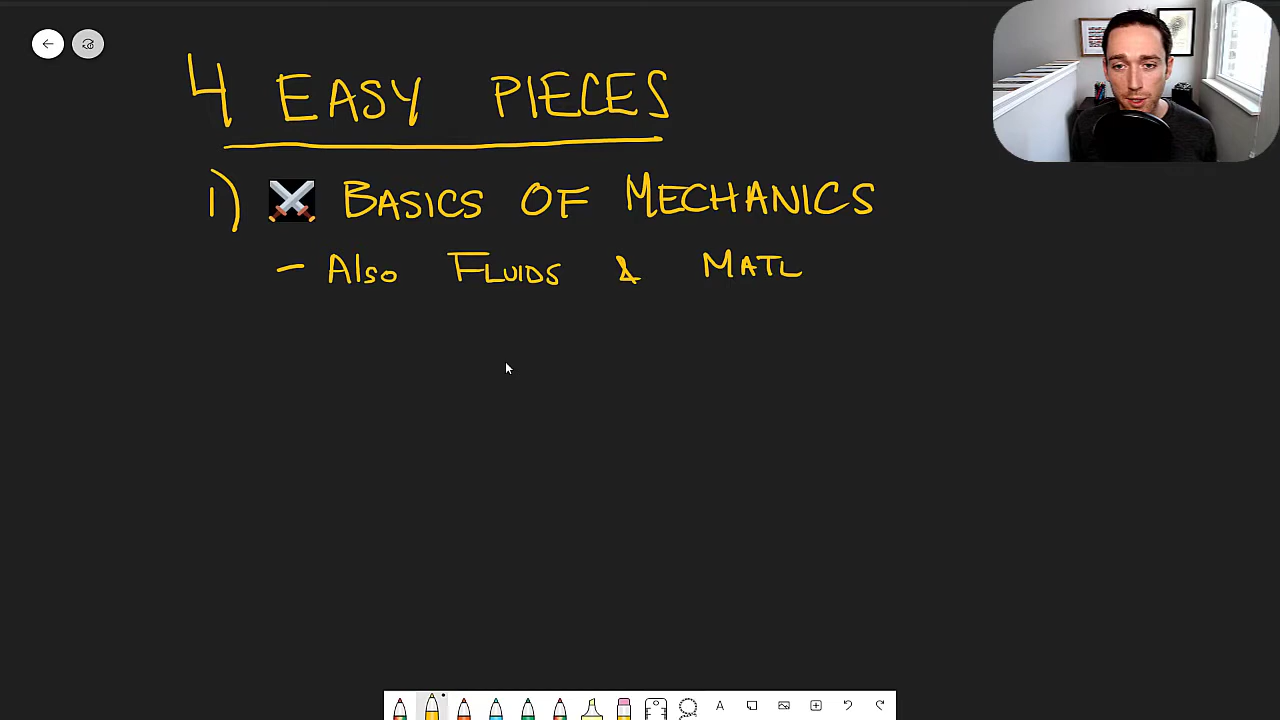 4 EASY PIECES
1) BASICS OF MECHANICS
- ALSO FLUIDS & MATL
A